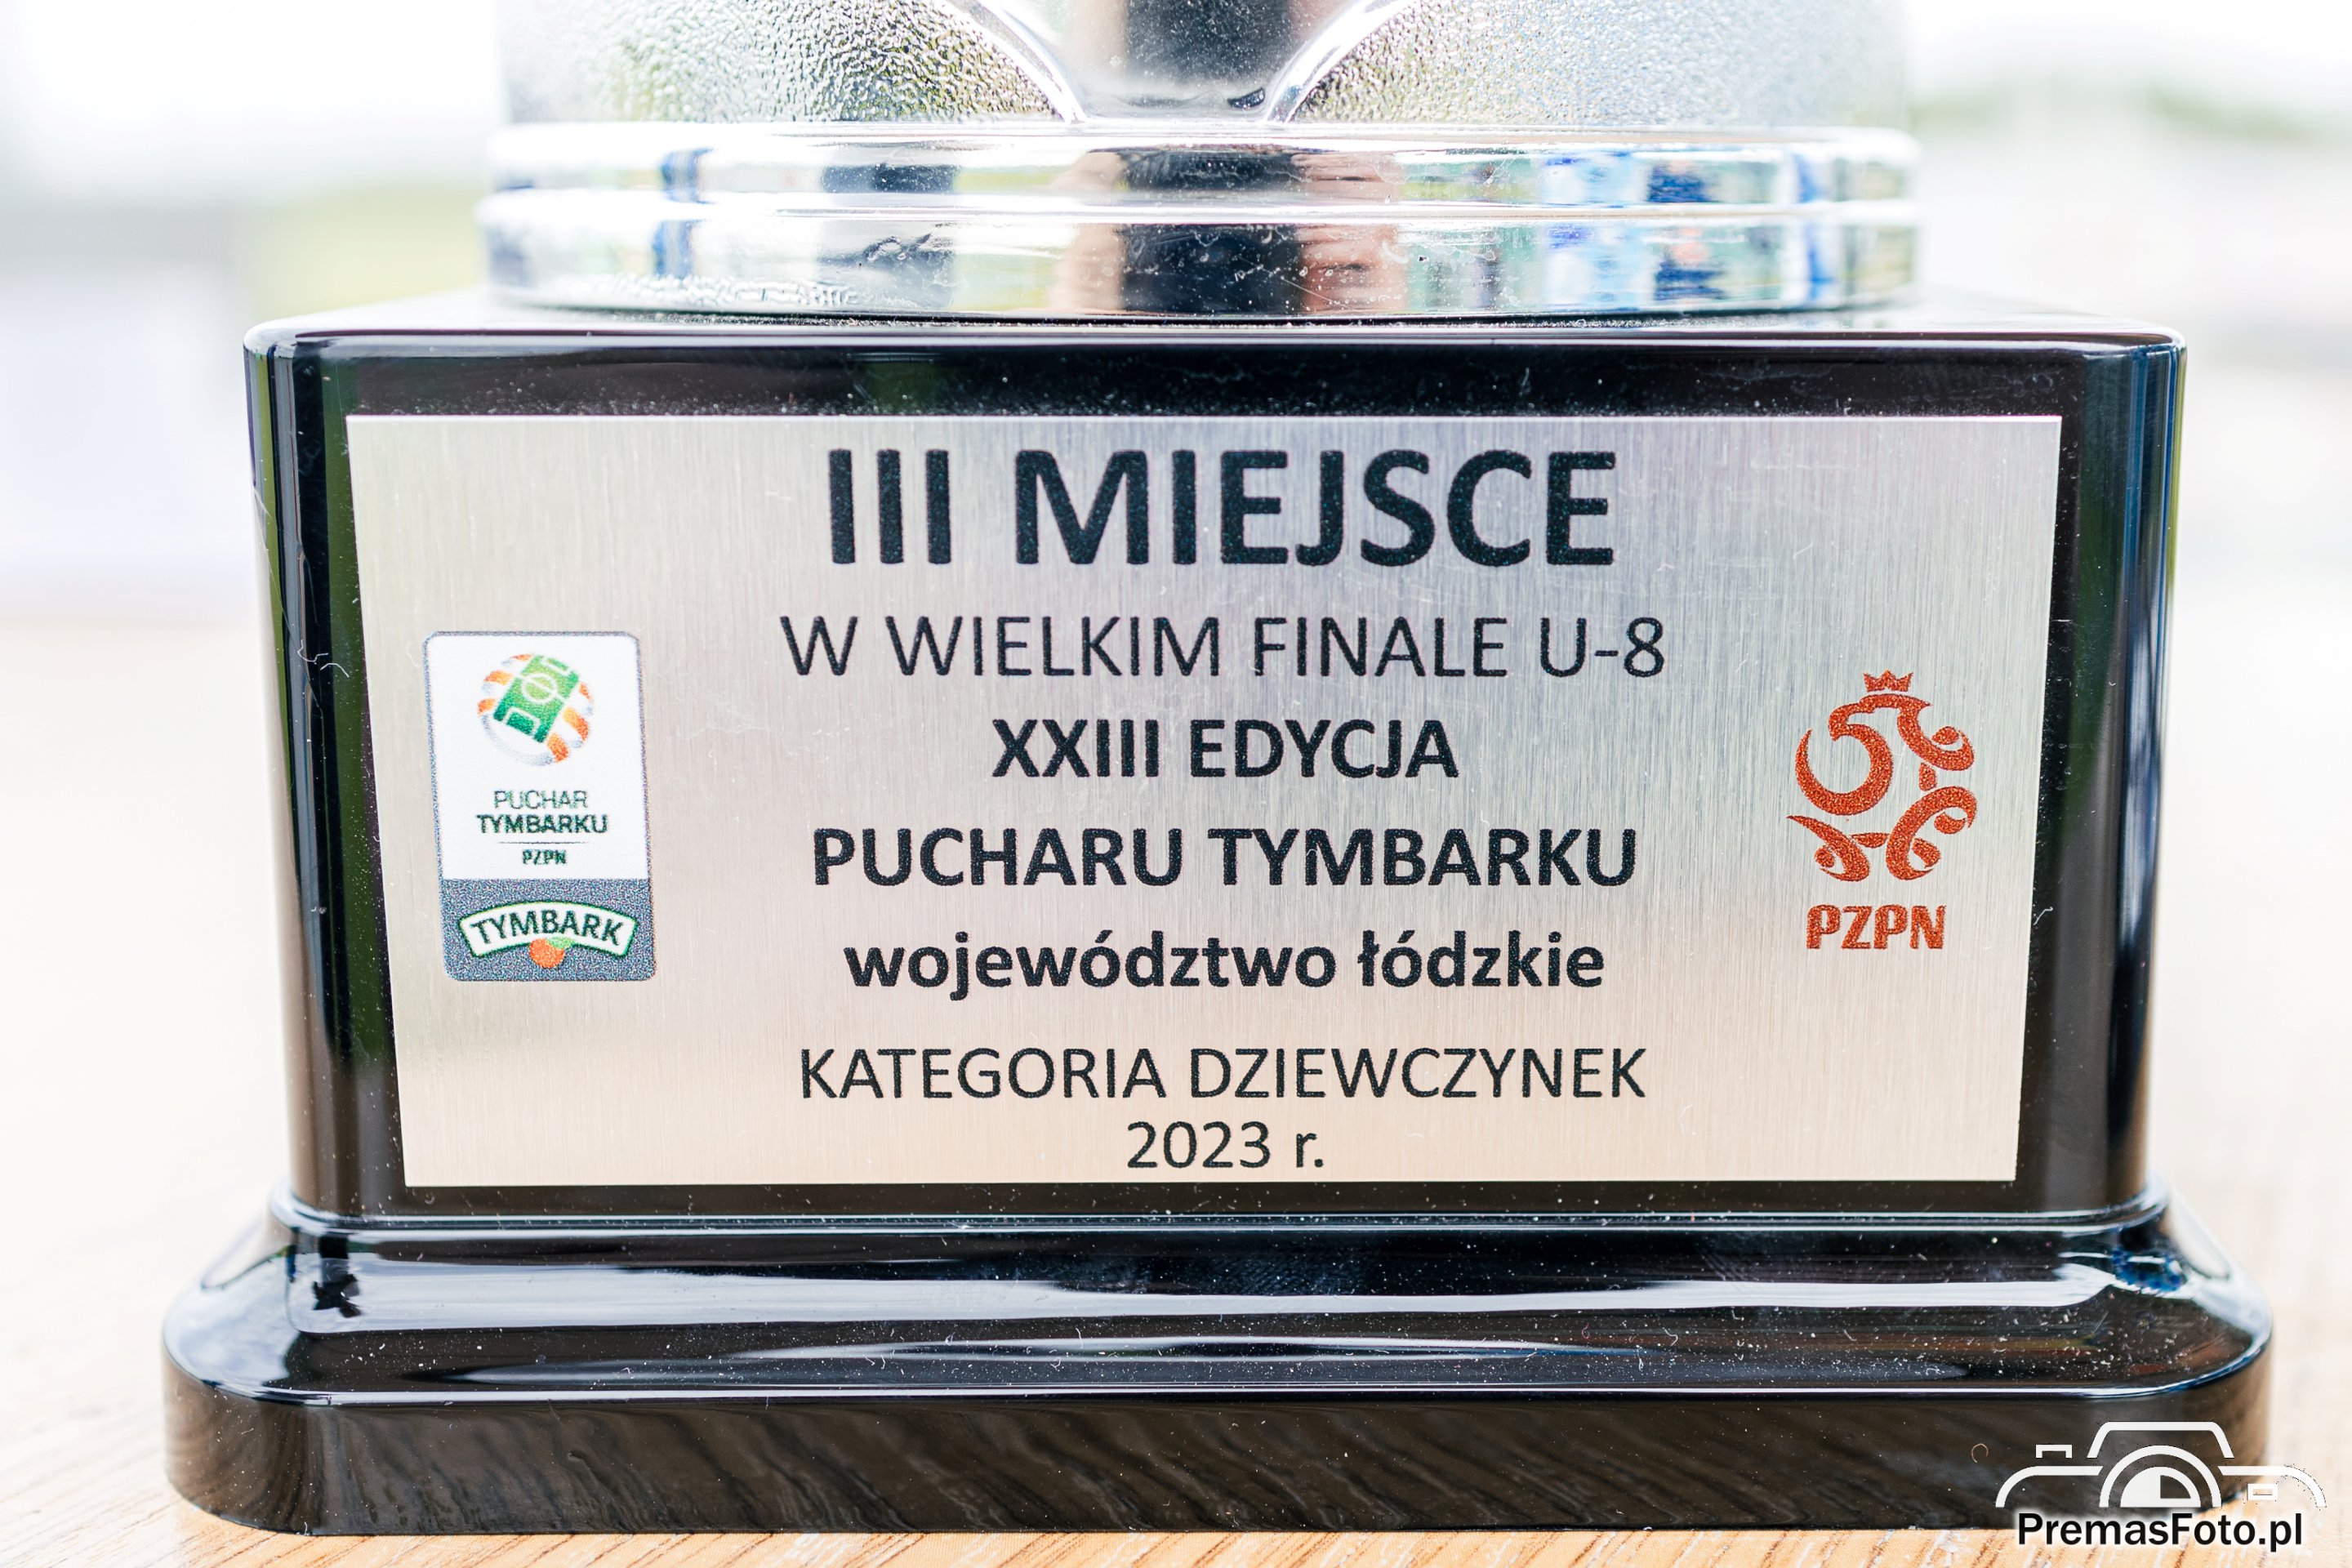 III MIEJSCE
W WIELKIM FINALE U-8
XXIII EDYCJA
PUCHARU TYMBARKU
województwo łódzkie
KATEGORIA DZIEWCZYNEK
2023 r.
PUCHAR
TYMBARKU
PZPN
TYMBARK
PZPN
PremasFoto.pl